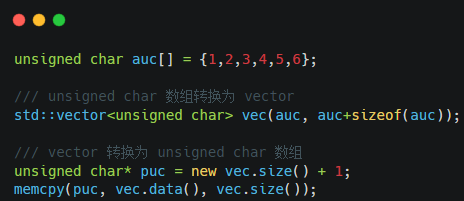 unsigned char auc[] = {1,2,3,4,5,6};
/// unsigned char 数组转换为 vector
std::vector<unsigned char> vec(auc, auc+sizeof(auc));
/// vector 转换为 unsigned char 数组
unsigned char* puc = new vec.size() + 1;
memcpy(puc, vec.data(), vec.size());